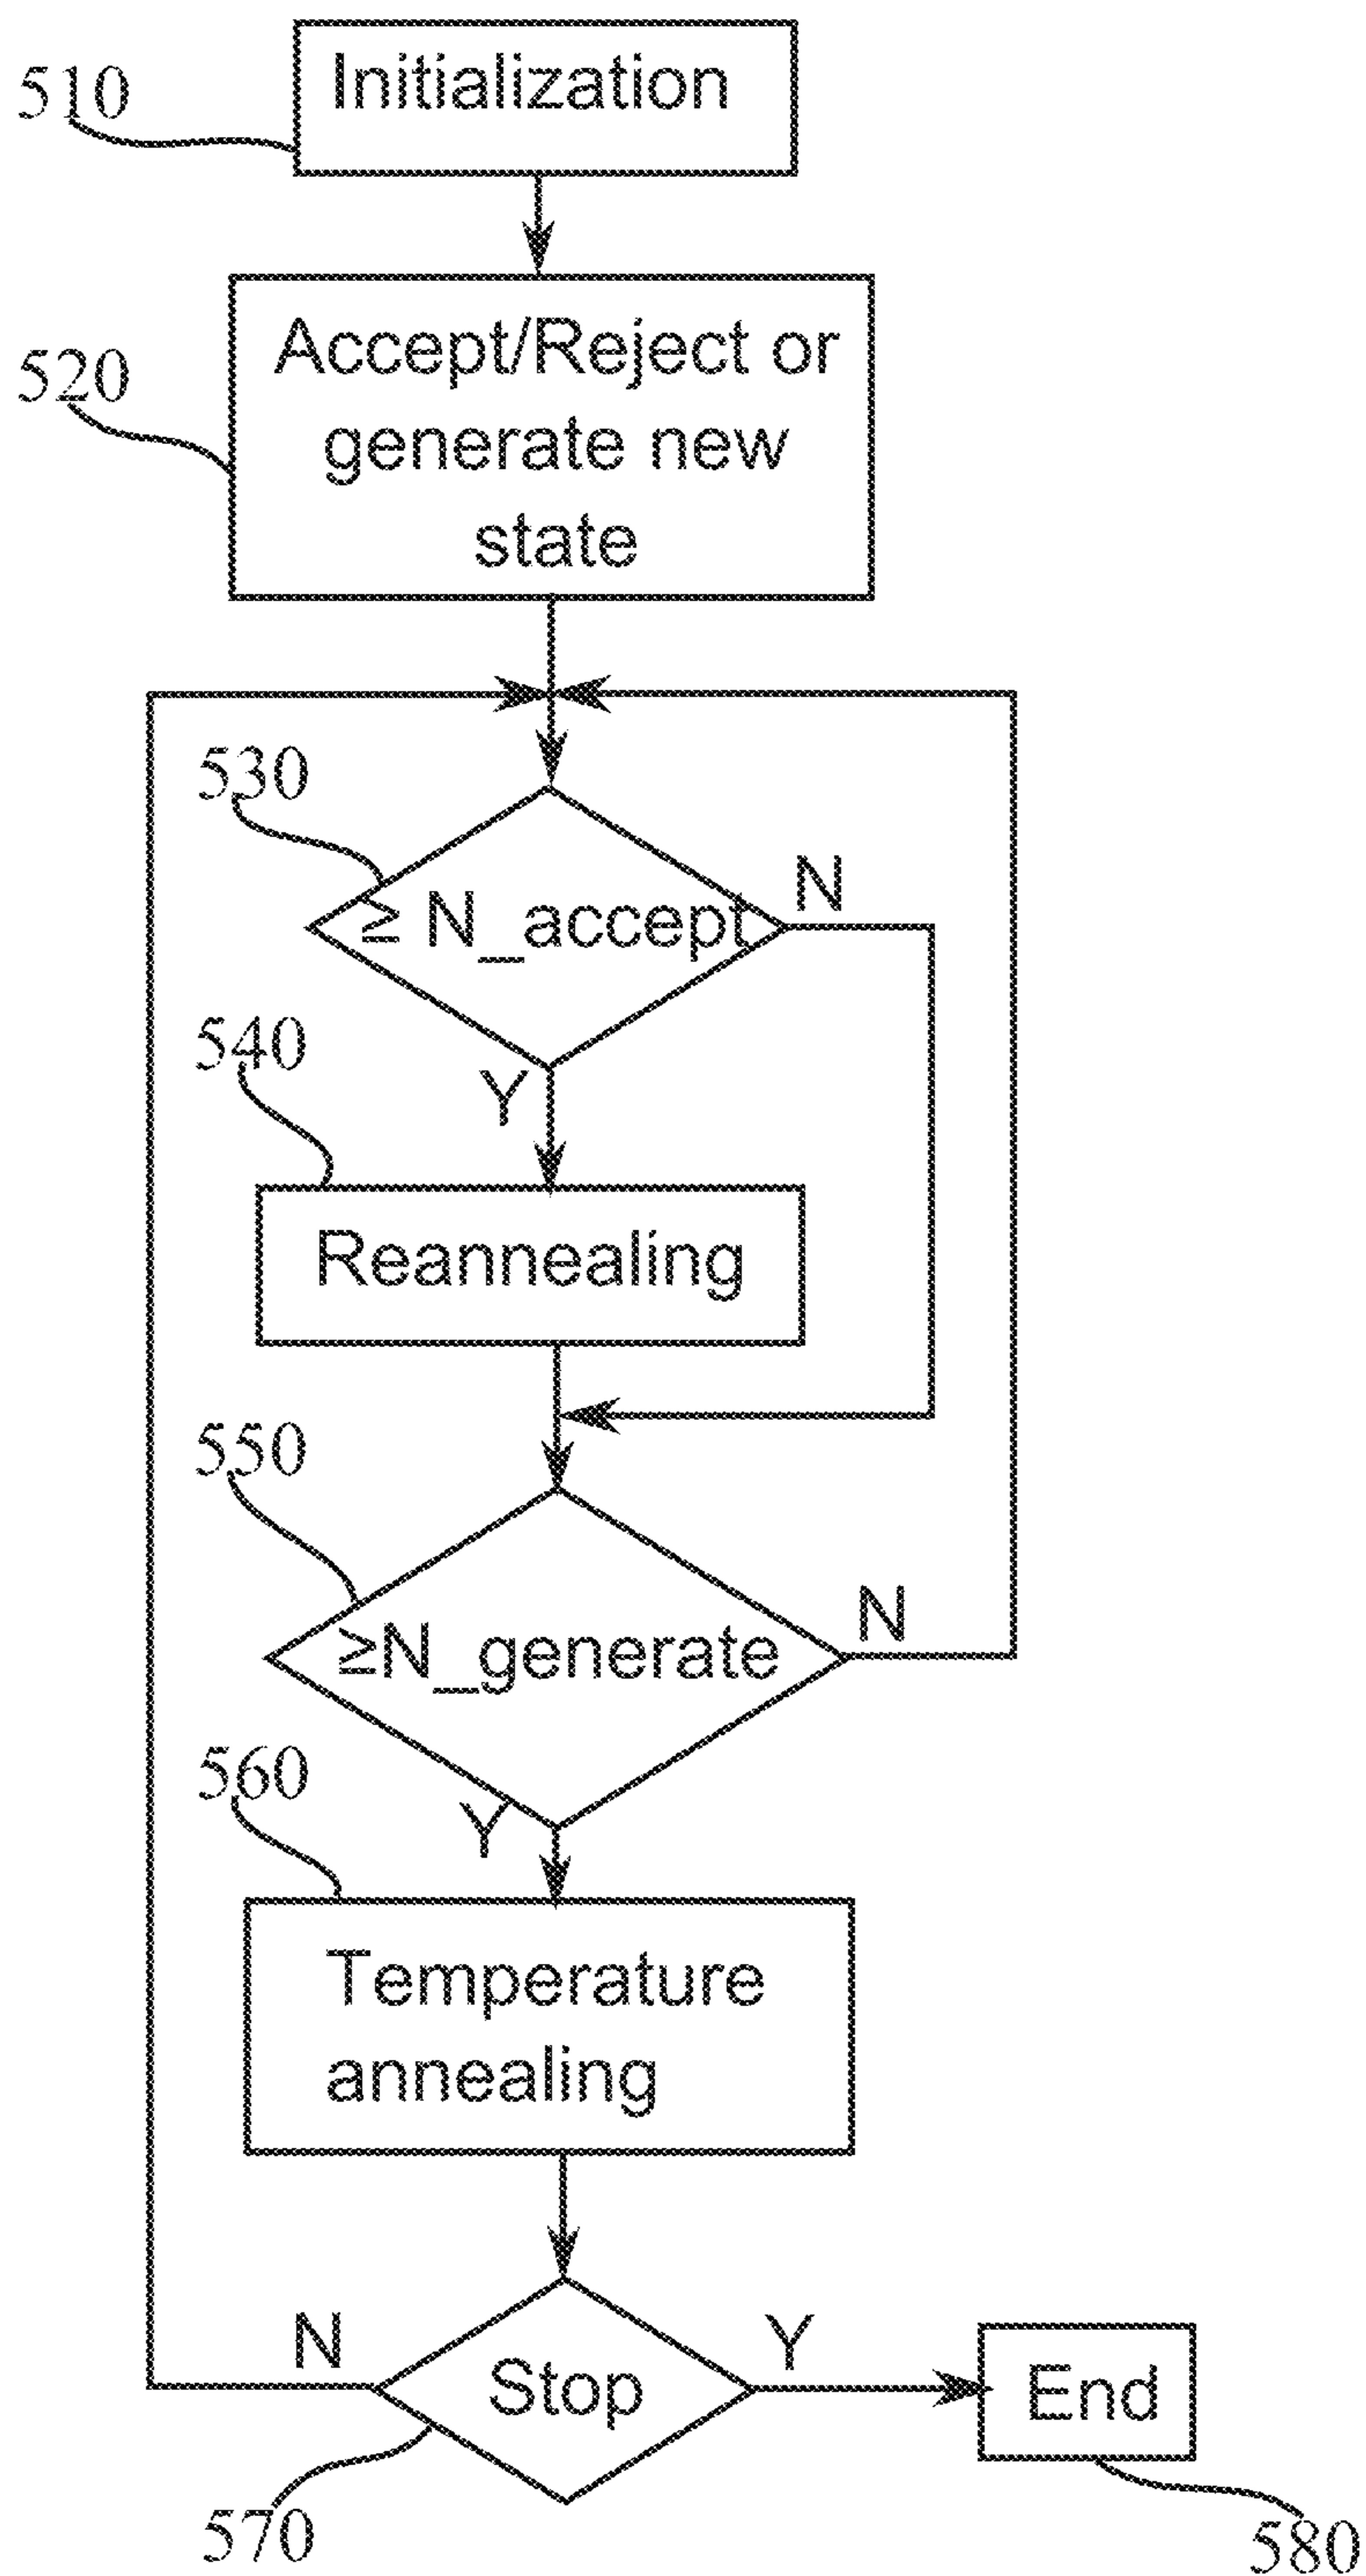 Initialization
510
Accept/Reject or
generate new
state
520
530
≥ N_accept
N
Y
540
Reannealing
550
≥N_generate
N
Y
560
Temperature
annealing
N
Stop
Y
End
570
580